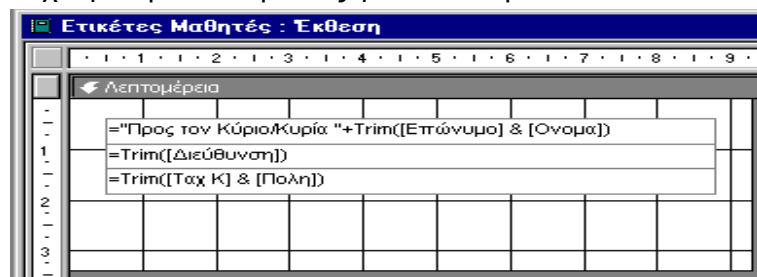 Ετικέτες Μαθητές : Έκθεση
1 2 3 4 5 6 7 8 9
Λεπτομέρεια
="Προς τον Κύριο/Κυρία "+Trim([Επώνυμο] & [Ονομα])
1
=Trim([Διεύθυνση])
=Trim([Ταχ Κ] & [Πολη])
2
3